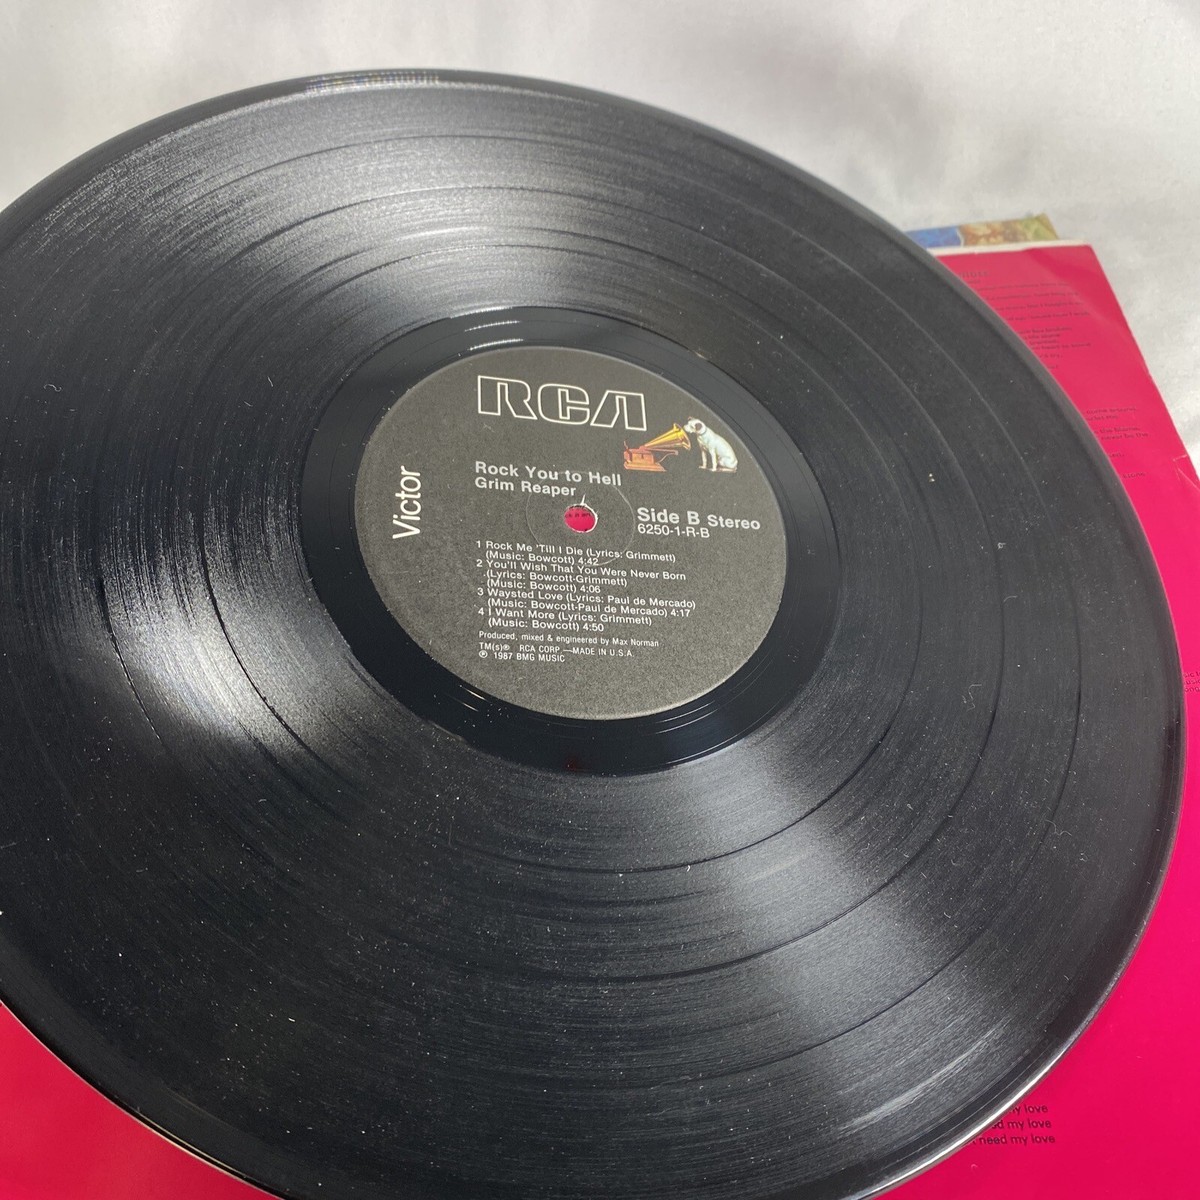 RCA
Victor
Rock You to Hell
Grim Reaper
Side B Stereo
6250-1-R-B
1 Rock Me 'Till I Die (Lyrics: Grimmett)
(Music: Bowcott) 4:42
2 You'll Wish That You Were Never Born
(Lyrics: Bowcott-Grimmett)
(Music: Bowcott) 4:06
3 Waysted Love (Lyrics: Paul de Mercado)
(Music: Bowcott-Paul de Mercado) 4:17
4 I Want More (Lyrics: Grimmett)
(Music: Bowcott) 4:50
Produced, mixed & engineered by Max Norman
TM(s)® RCA CORP —MADE IN U.S.A.
℗ 1987 BMG MUSIC
my love
my love
need my love